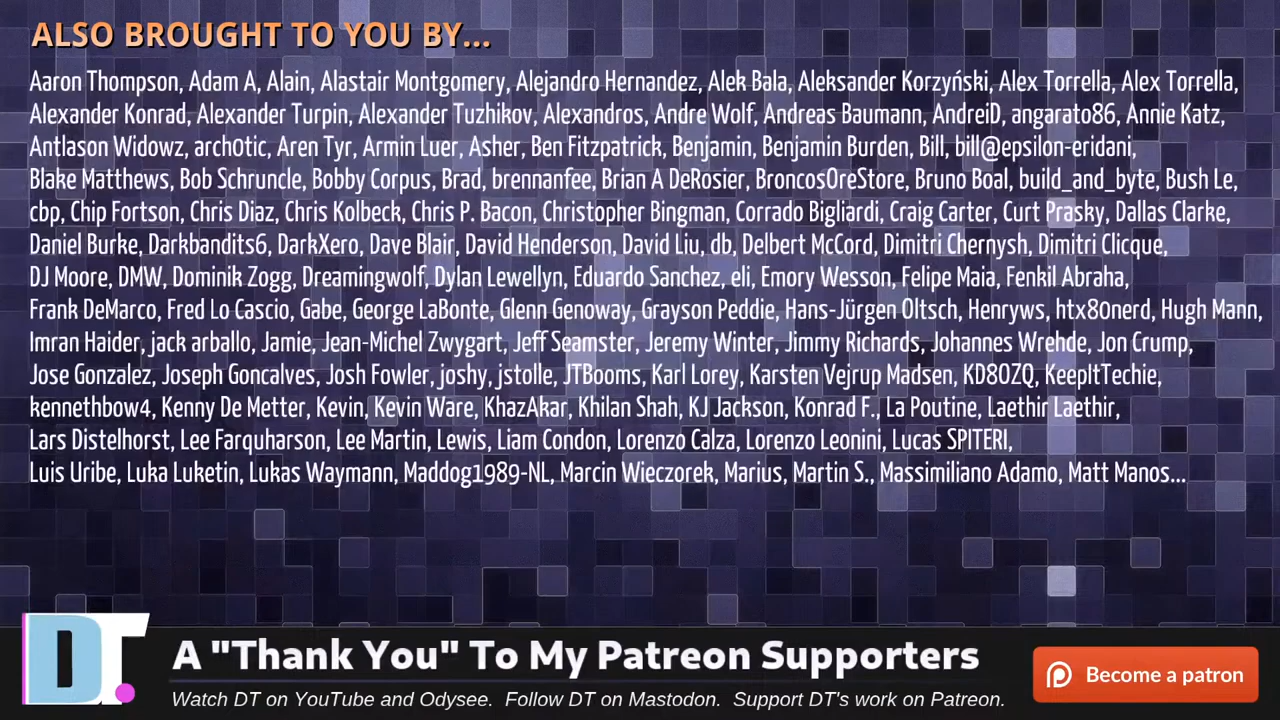 ALSO BROUGHT TO YOU BY...
Aaron Thompson, Adam A, Alain, Alastair Montgomery, Alejandro Hernandez, Alek Bala, Aleksander Korzyński, Alex Torrella, Alex Torrella,
Alexander Konrad, Alexander Turpin, Alexander Tuzhikov, Alexandros, Andre Wolf, Andreas Baumann, AndreiD, angarato86, Annie Katz,
Antlason Widowz, arch0tic, Aren Tyr, Armin Luer, Asher, Ben Fitzpatrick, Benjamin, Benjamin Burden, Bill, bill@epsilon-eridani,
Blake Matthews, Bob Schruncle, Bobby Corpus, Brad, brennanfee, Brian A DeRosier, BroncosOreStore, Bruno Boal, build_and_byte, Bush Le,
cbp, Chip Fortson, Chris Diaz, Chris Kolbeck, Chris P. Bacon, Christopher Bingman, Corrado Bigliardi, Craig Carter, Curt Prasky, Dallas Clarke,
Daniel Burke, Darkbandits6, DarkXero, Dave Blair, David Henderson, David Liu, db, Delbert McCord, Dimitri Chernysh, Dimitri Clicque,
DJ Moore, DMW, Dominik Zogg, Dreamingwolf, Dylan Lewellyn, Eduardo Sanchez, eli, Emory Wesson, Felipe Maia, Fenkil Abraha,
Frank DeMarco, Fred Lo Cascio, Gabe, George LaBonte, Glenn Genoway, Grayson Peddie, Hans-Jürgen Oltsch, Henryws, htx80nerd, Hugh Mann,
Imran Haider, jack arballo, Jamie, Jean-Michel Zwygart, Jeff Seamster, Jeremy Winter, Jimmy Richards, Johannes Wrehde, Jon Crump,
Jose Gonzalez, Joseph Goncalves, Josh Fowler, joshy, jstolle, JTBooms, Karl Lorey, Karsten Vejrup Madsen, KD8OZQ, KeepItTechie,
kennethbow4, Kenny De Metter, Kevin, Kevin Ware, KhazAkar, Khilan Shah, KJ Jackson, Konrad F., La Poutine, Laethir Laethir,
Lars Distelhorst, Lee Farquharson, Lee Martin, Lewis, Liam Condon, Lorenzo Calza, Lorenzo Leonini, Lucas SPITERI,
Luis Uribe, Luka Luketin, Lukas Waymann, Maddog1989-NL, Marcin Wieczorek, Marius, Martin S., Massimiliano Adamo, Matt Manos...
DT.
A "Thank You" To My Patreon Supporters
Become a patron
Watch DT on YouTube and Odysee. Follow DT on Mastodon. Support DT's work on Patreon.